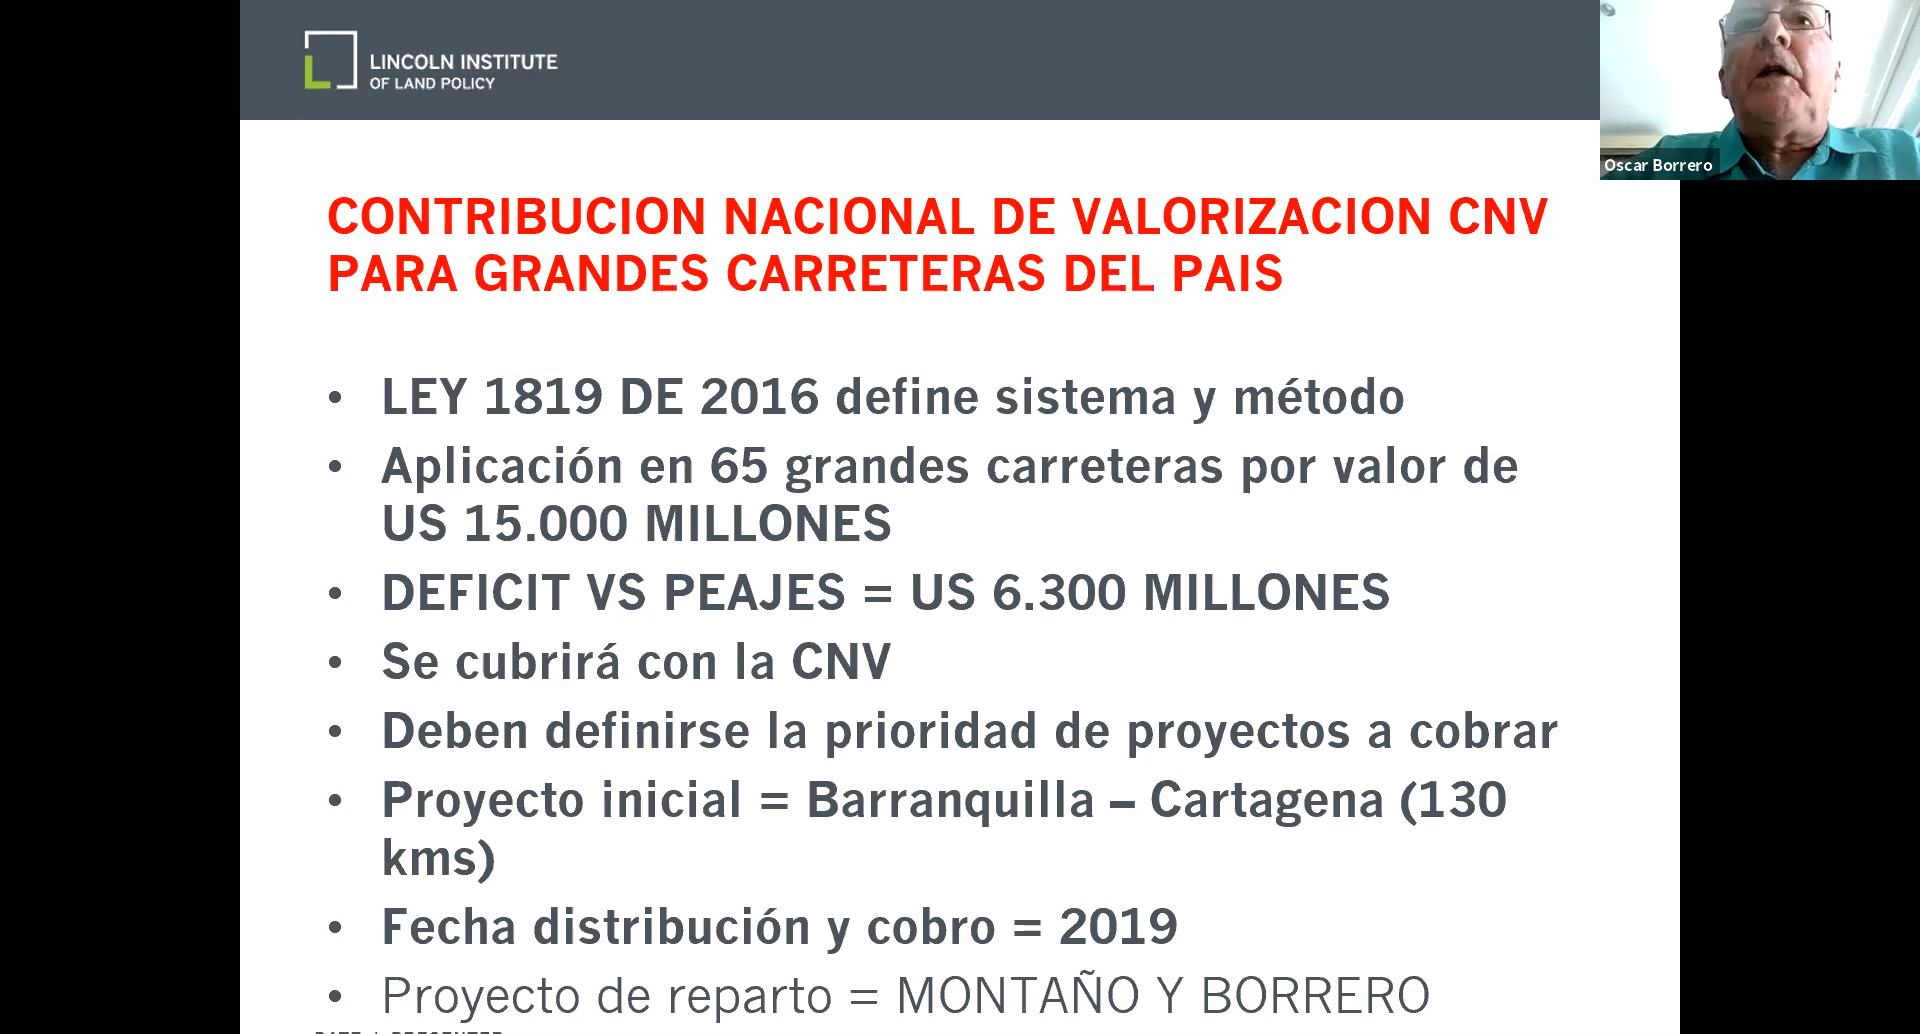 LINCOLN INSTITUTE
OF LAND POLICY
Oscar Borrero
CONTRIBUCION NACIONAL DE VALORIZACION CNV
PARA GRANDES CARRETERAS DEL PAIS
• LEY 1819 DE 2016 define sistema y método
• Aplicación en 65 grandes carreteras por valor de
US 15.000 MILLONES
• DEFICIT VS PEAJES = US 6.300 MILLONES
• Se cubrirá con la CNV
• Deben definirse la prioridad de proyectos a cobrar
• Proyecto inicial = Barranquilla – Cartagena (130
kms)
• Fecha distribución y cobro = 2019
• Proyecto de reparto = MONTAÑO Y BORRERO